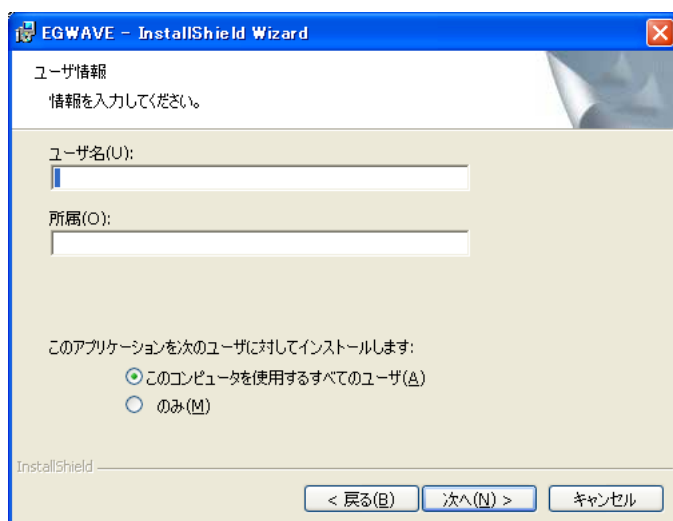 EGWAVE - InstallShield Wizard
ユーザ情報
情報を入力してください。
ユーザ名(U):
所属(O):
このアプリケーションを次のユーザに対してインストールします:
このコンピュータを使用するすべてのユーザ(A)
のみ(M)
InstallShield
< 戻る(B) 次へ(N) > キャンセル